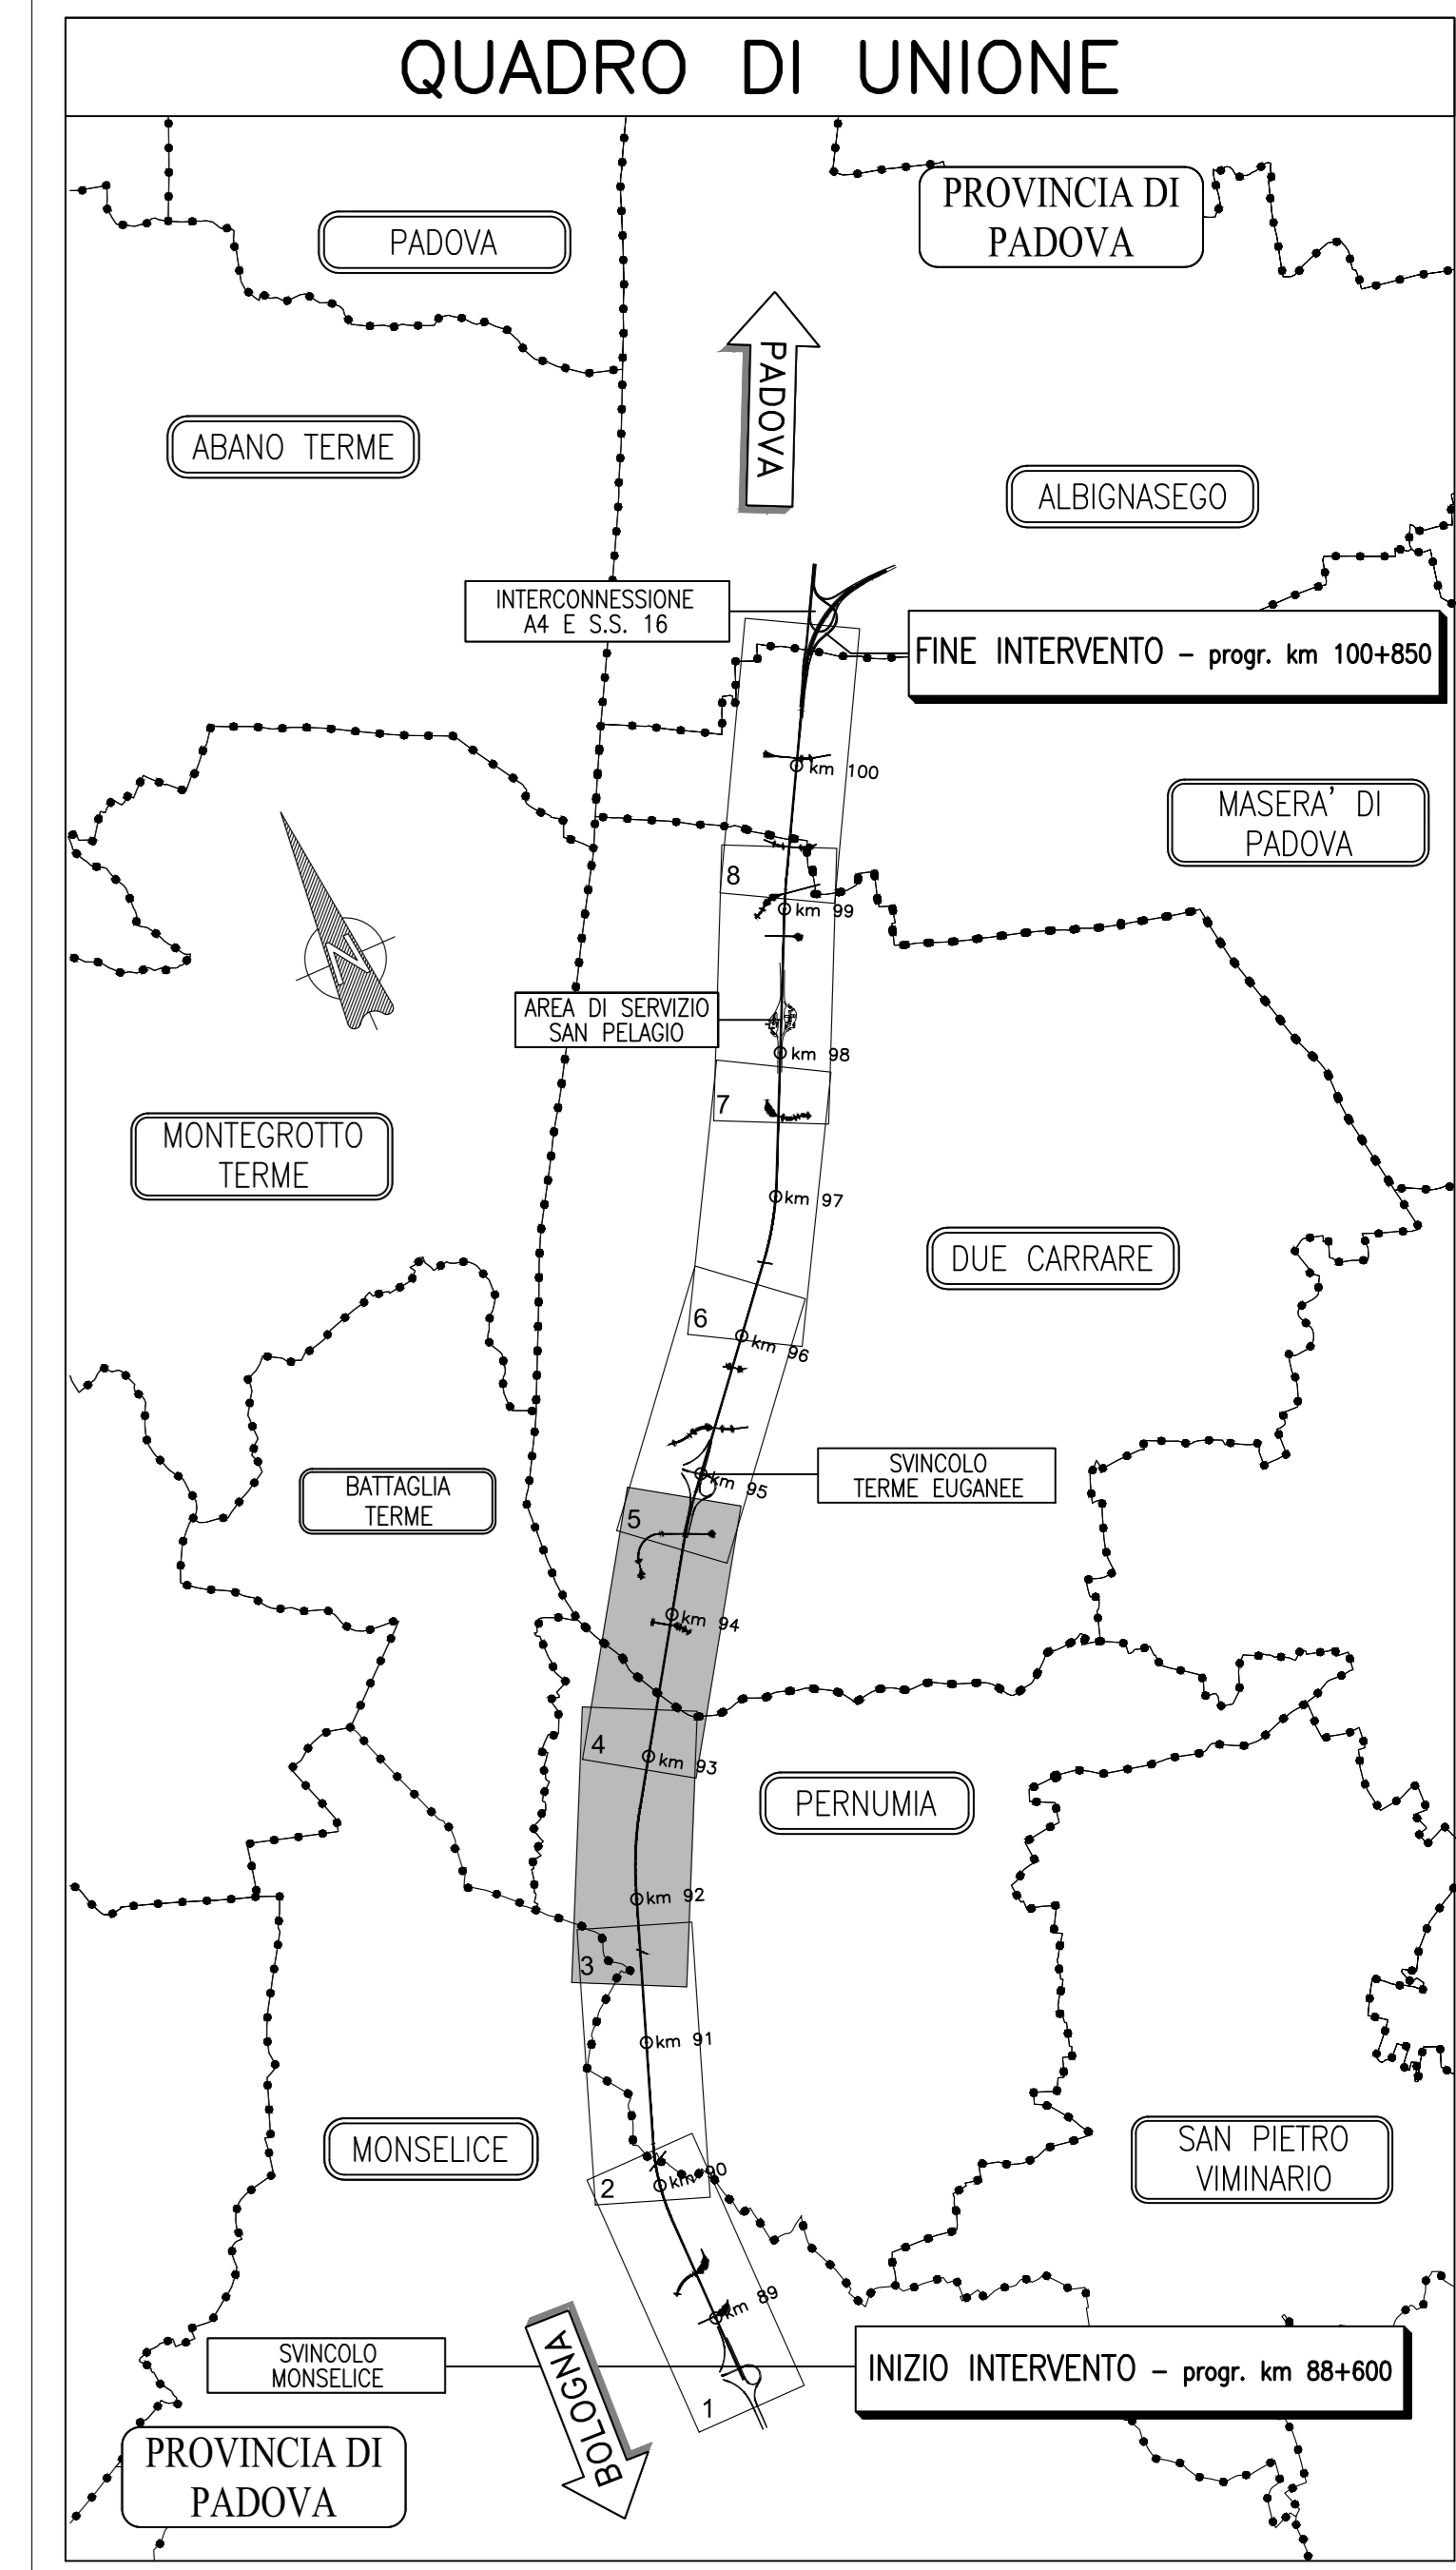 QUADRO DI UNIONE
PROVINCIA DI
PADOVA
PADOVA
PADOVA
ABANO TERME
ALBIGNASEGO
INTERCONNESSIONE
A4 E S.S. 16
FINE INTERVENTO – progr. km 100+850
km 100
MASERA' DI
PADOVA
8
km 99
N
AREA DI SERVIZIO
SAN PELAGIO
km 98
7
MONTEGROTTO
TERME
km 97
DUE CARRARE
6
km 96
SVINCOLO
TERME EUGANEE
km 95
BATTAGLIA
TERME
5
km 94
4
km 93
PERNUMIA
km 92
3
km 91
MONSELICE
SAN PIETRO
VIMINARIO
2
km 90
km 89
SVINCOLO
MONSELICE
BOLOGNA
INIZIO INTERVENTO – progr. km 88+600
1
PROVINCIA DI
PADOVA